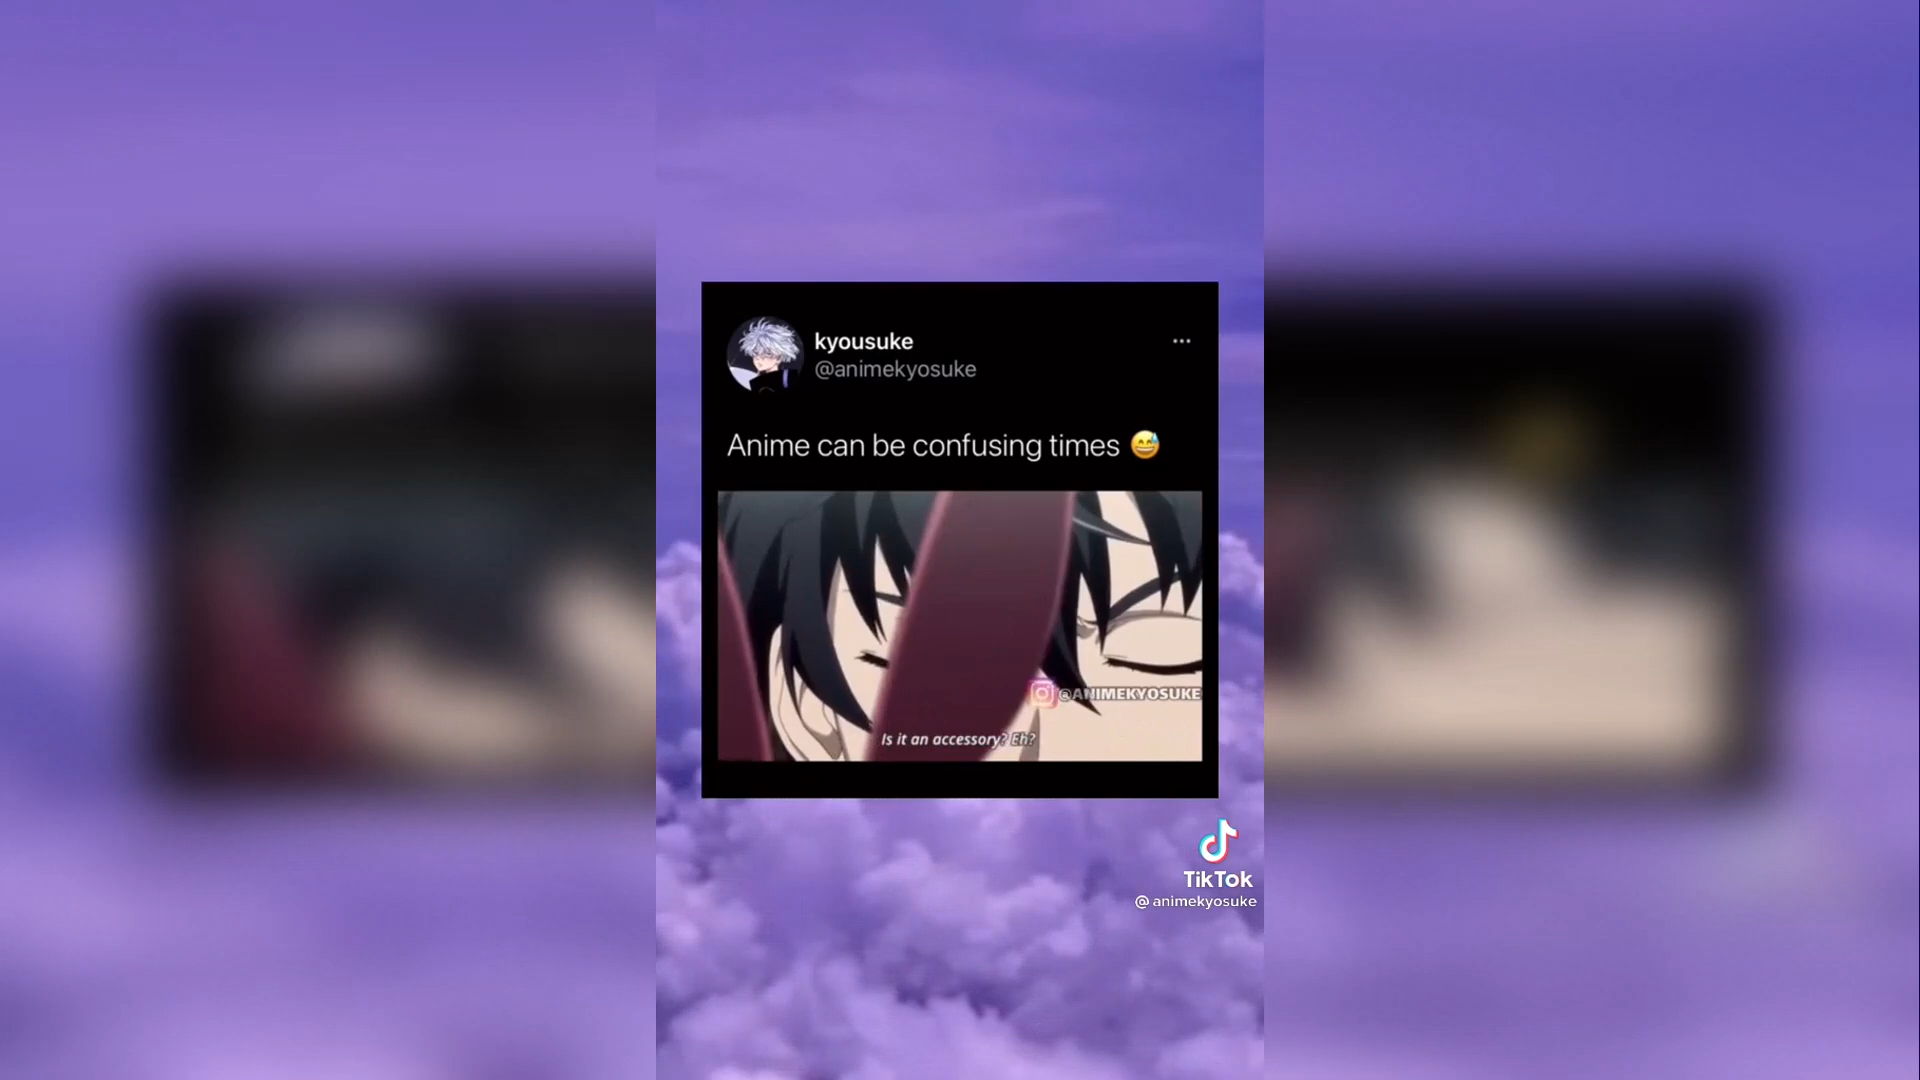 kyousuke
@animekyosuke
Anime can be confusing times 😅
@ANIMEKYOSUKE
Is it an accessory? Eh?
TikTok
@animekyosuke